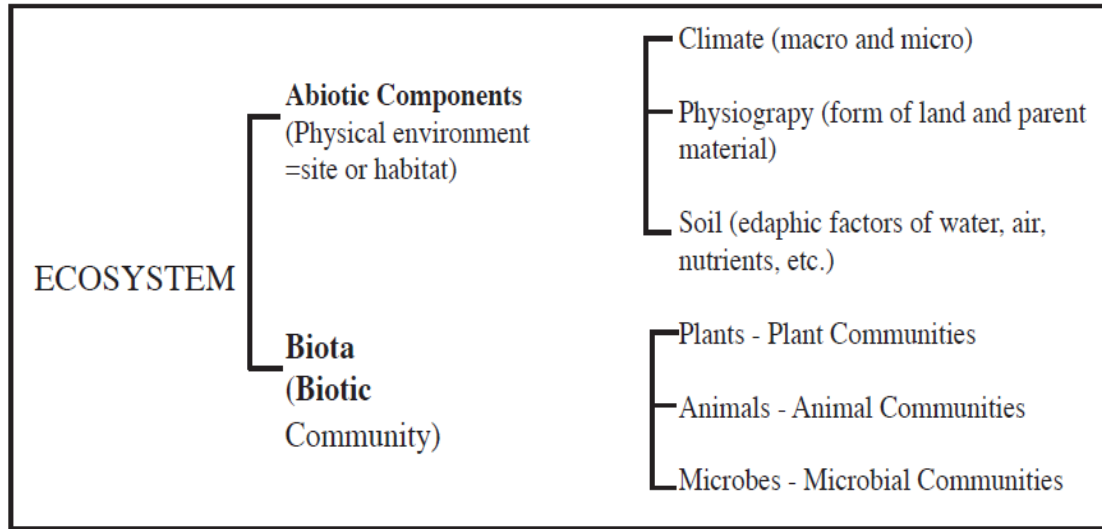 ECOSYSTEM
Abiotic Components
(Physical environment
=site or habitat)
Climate (macro and micro)
Physiograpy (form of land and parent
material)
Soil (edaphic factors of water, air,
nutrients, etc.)
Biota
(Biotic
Community)
Plants - Plant Communities
Animals - Animal Communities
Microbes - Microbial Communities